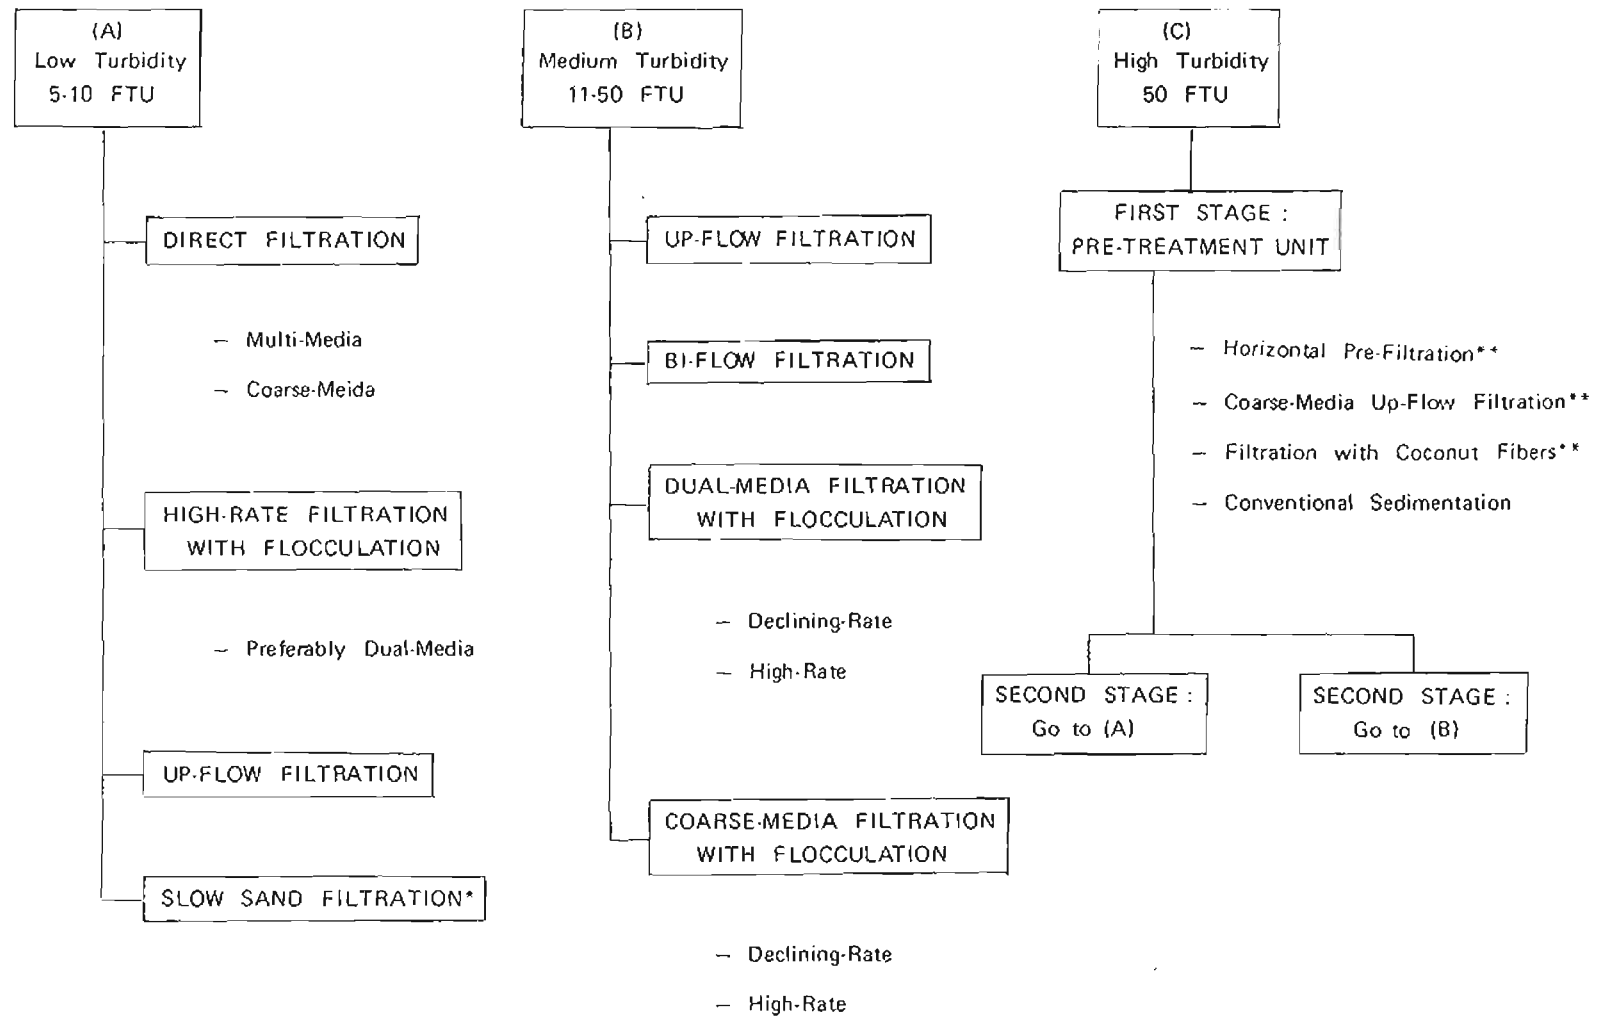 (A)
Low Turbidity
5-10 FTU
DIRECT FILTRATION
– Multi-Media
– Coarse-Meida
HIGH-RATE FILTRATION
WITH FLOCCULATION
– Preferably Dual-Media
UP-FLOW FILTRATION
SLOW SAND FILTRATION*
(B)
Medium Turbidity
11-50 FTU
UP-FLOW FILTRATION
BI-FLOW FILTRATION
DUAL-MEDIA FILTRATION
WITH FLOCCULATION
– Declining-Rate
– High-Rate
COARSE-MEDIA FILTRATION
WITH FLOCCULATION
– Declining-Rate
– High-Rate
(C)
High Turbidity
50 FTU
FIRST STAGE :
PRE-TREATMENT UNIT
– Horizontal Pre-Filtration**
– Coarse-Media Up-Flow Filtration**
– Filtration with Coconut Fibers**
– Conventional Sedimentation
SECOND STAGE :
Go to (A)
SECOND STAGE :
Go to (B)